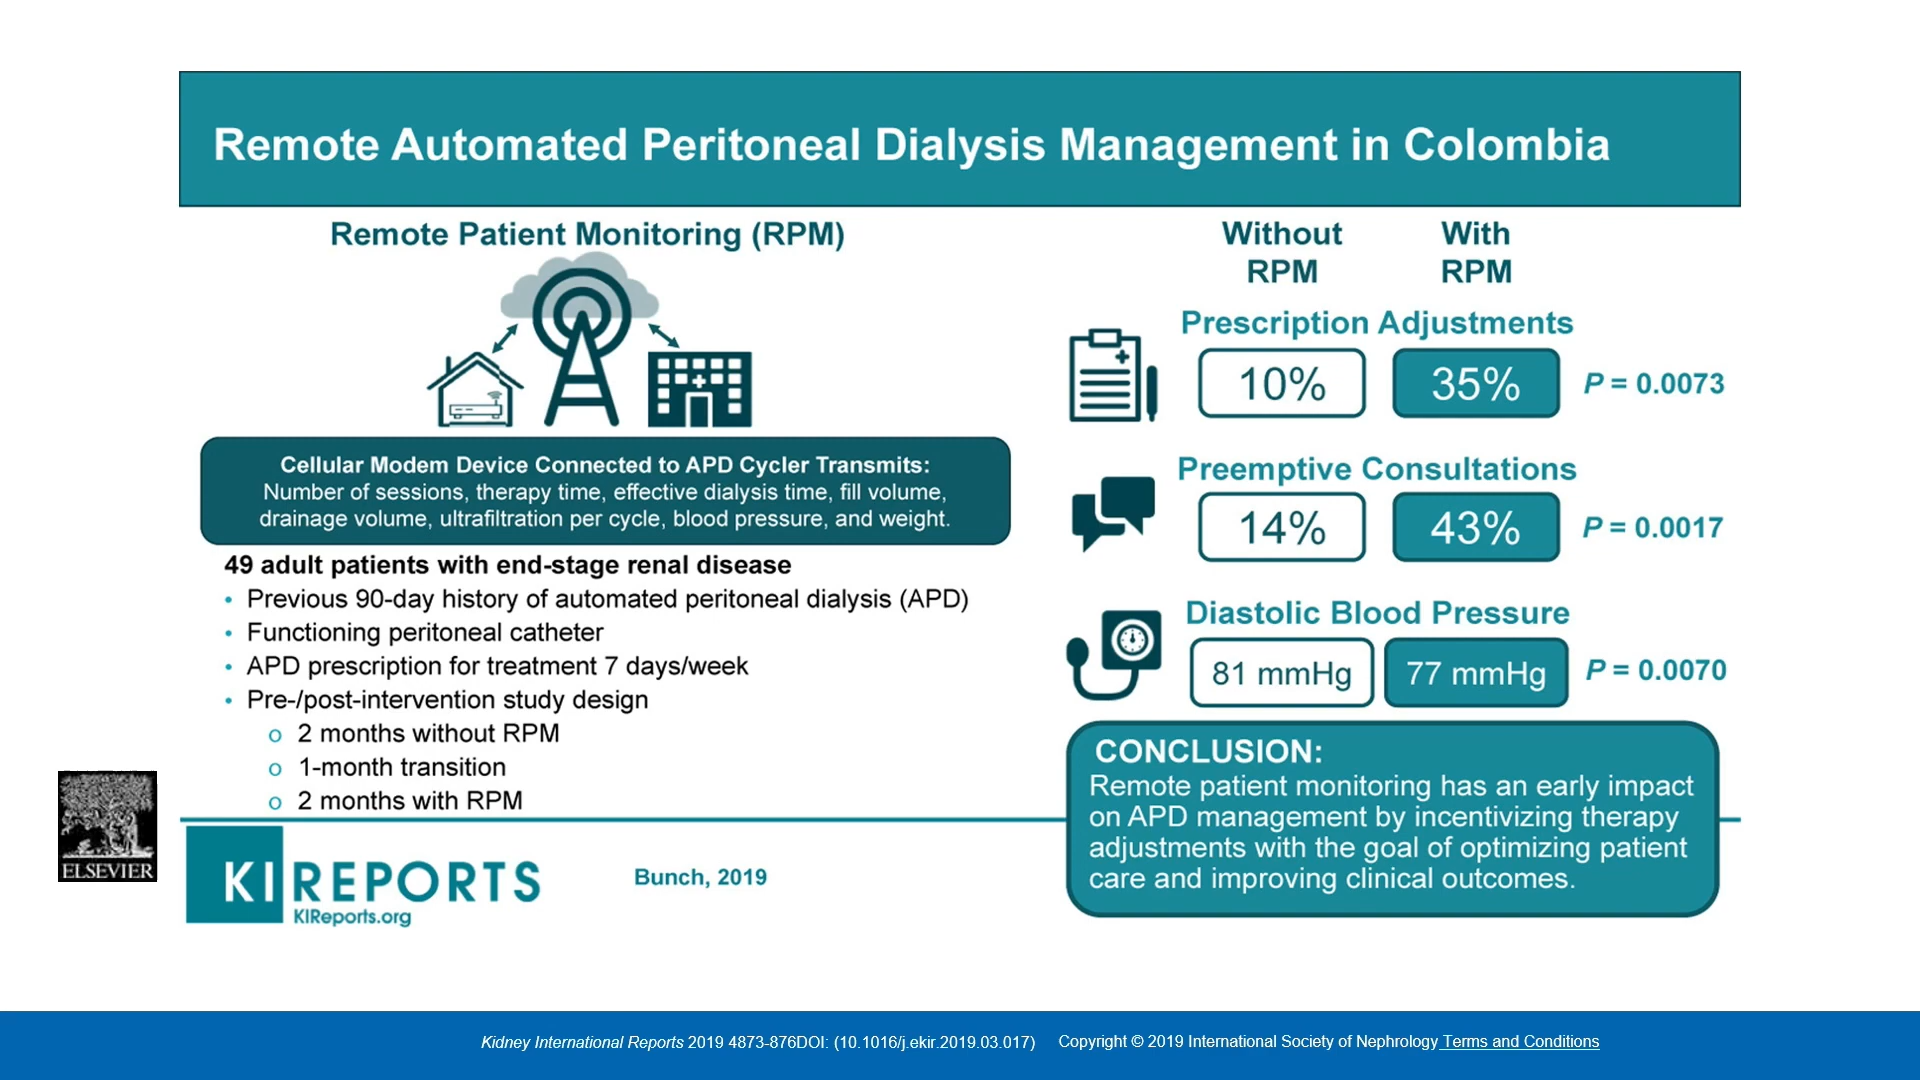 Remote Automated Peritoneal Dialysis Management in Colombia
Remote Patient Monitoring (RPM)
Cellular Modem Device Connected to APD Cycler Transmits:
Number of sessions, therapy time, effective dialysis time, fill volume,
drainage volume, ultrafiltration per cycle, blood pressure, and weight.
49 adult patients with end-stage renal disease
• Previous 90-day history of automated peritoneal dialysis (APD)
• Functioning peritoneal catheter
• APD prescription for treatment 7 days/week
• Pre-/post-intervention study design
o 2 months without RPM
o 1-month transition
o 2 months with RPM
Without
RPM
With
RPM
Prescription Adjustments
10% 35% P = 0.0073
Preemptive Consultations
14% 43% P = 0.0017
Diastolic Blood Pressure
81 mmHg 77 mmHg P = 0.0070
CONCLUSION:
Remote patient monitoring has an early impact
on APD management by incentivizing therapy
adjustments with the goal of optimizing patient
care and improving clinical outcomes.
ELSEVIER
KI REPORTS
KIReports.org
Bunch, 2019
Kidney International Reports 2019 4873-876DOI: (10.1016/j.ekir.2019.03.017) Copyright © 2019 International Society of Nephrology Terms and Conditions